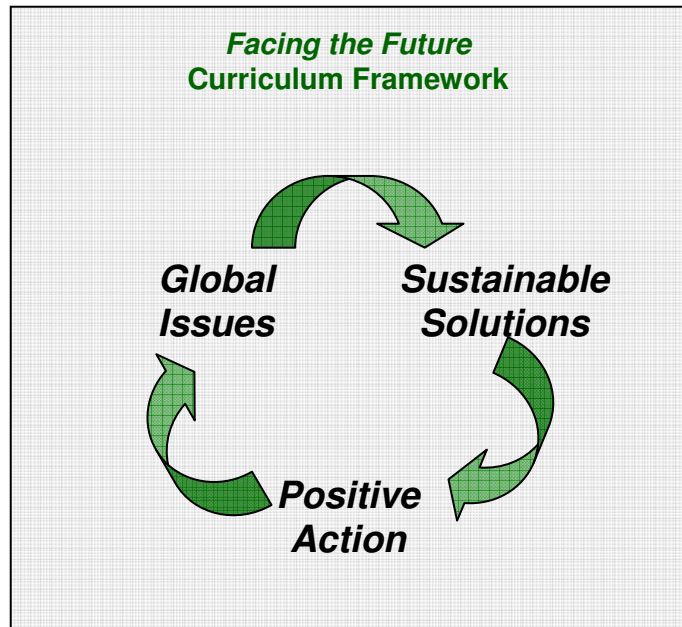 Facing the Future
Curriculum Framework
Global
Issues
Sustainable
Solutions
Positive
Action